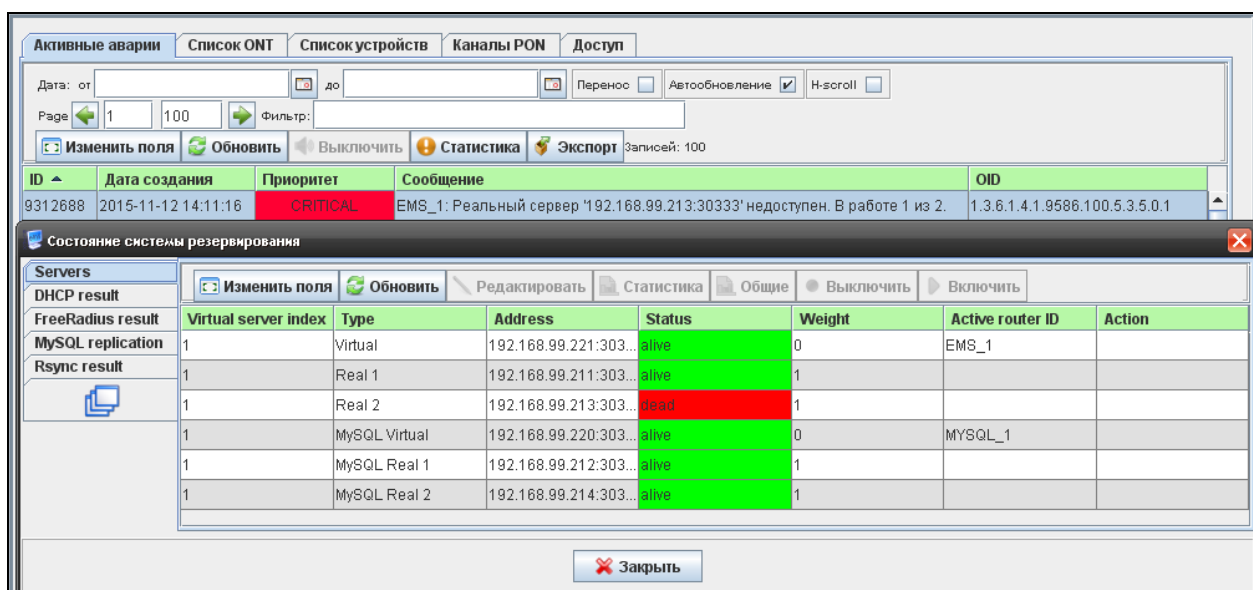 Активные аварии Список ONT Список устройств Каналы PON Доступ
Дата: от до Перенос Автообновление H-scroll
Page 1 100 Фильтр:
Изменить поля Обновить Выключить Статистика Экспорт Записей: 100
ID Дата создания Приоритет Сообщение OID
9312688 2015-11-12 14:11:16 CRITICAL EMS_1: Реальный сервер '192.168.99.213:30333' недоступен. В работе 1 из 2. 1.3.6.1.4.1.9586.100.5.3.5.0.1
Состояние системы резервирования
Servers
DHCP result
FreeRadius result
MySQL replication
Rsync result
Изменить поля Обновить Редактировать Статистика Общие Выключить Включить
Virtual server index Type Address Status Weight Active router ID Action
1 Virtual 192.168.99.221:303... alive 0 EMS_1
1 Real 1 192.168.99.211:303... alive 1
1 Real 2 192.168.99.213:303... dead 1
1 MySQL Virtual 192.168.99.220:303... alive 0 MYSQL_1
1 MySQL Real 1 192.168.99.212:303... alive 1
1 MySQL Real 2 192.168.99.214:303... alive 1
Закрыть